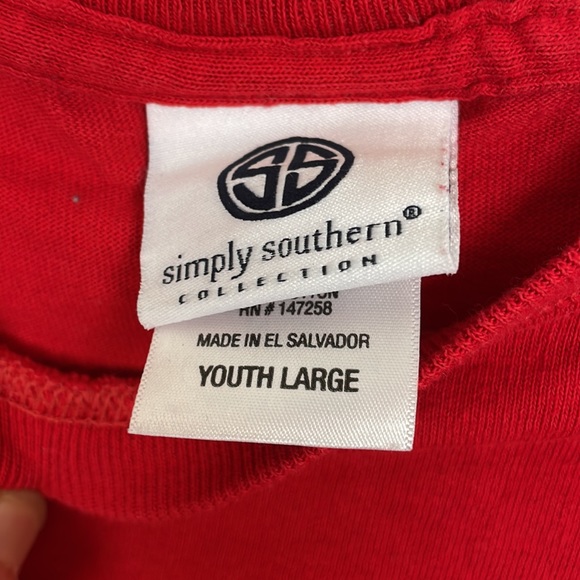 SS
simply southern®
COLLECTION
RN # 147258
MADE IN EL SALVADOR
YOUTH LARGE